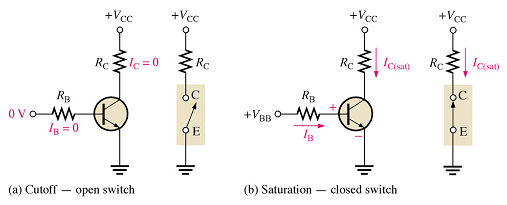 +VCC
+VCC
+VCC
+VCC
RC
IC = 0
RC
RC
IC(sat)
RC
IC(sat)
RB
C
RB
C
0 V
+VBB
+
IB = 0
E
IB
–
E
(a) Cutoff — open switch
(b) Saturation — closed switch